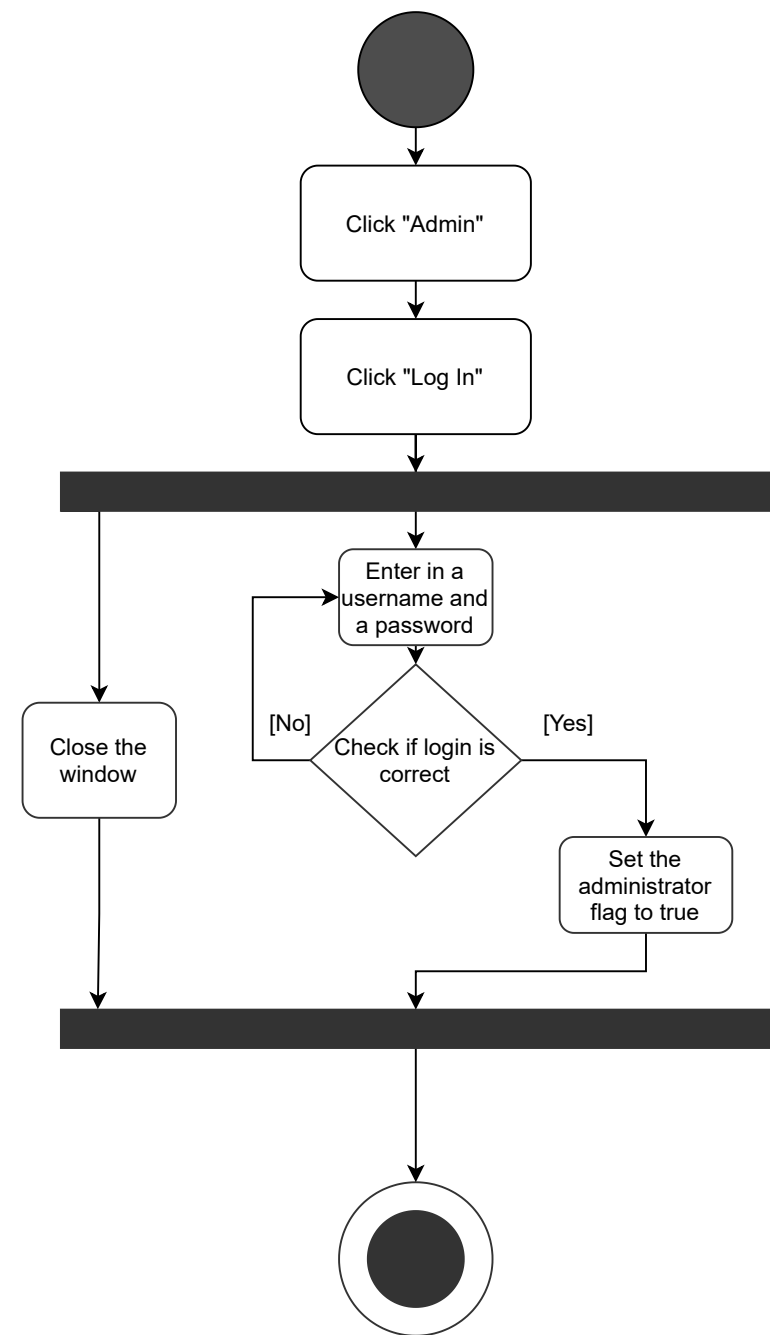 Click "Admin"
Click "Log In"
Enter in a
username and
a password
[No]
[Yes]
Check if login is
correct
Close the
window
Set the
administrator
flag to true